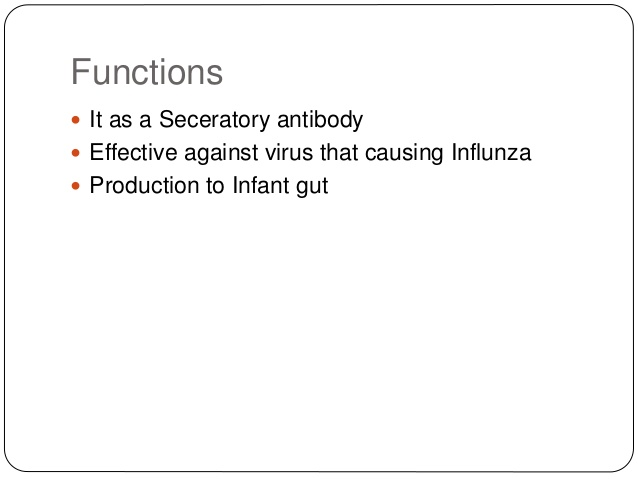 Functions
• It as a Seceratory antibody
• Effective against virus that causing Influnza
• Production to Infant gut